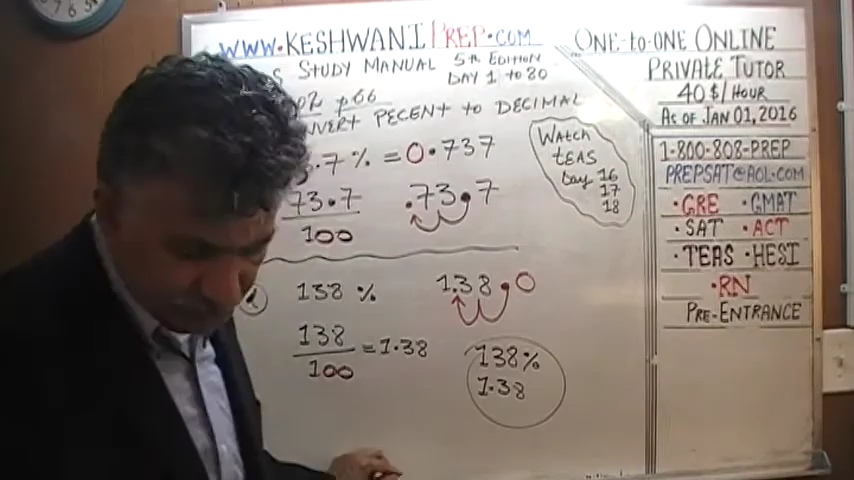 WWW.KESHWANIPREP.COM
S STUDY MANUAL 5th EDITION
DAY 1 to 80
p66
PECENT to DECIMAL
.7% = 0.737
73.7
100
.73.7
WATCH
tEAS
Day 16
17
18
138 %
1.38.0
138
100
=1.38
138%
1.38
ONE-to-ONE ONLINE
PRIVATE TUTOR
40 $/HOUR
AS OF JAN 01,2016
1-800-808-PREP
PREPSAT@AOL.COM
•GRE •GMAT
•SAT •ACT
•TEAS •HESI
•RN
PRE-ENTRANCE